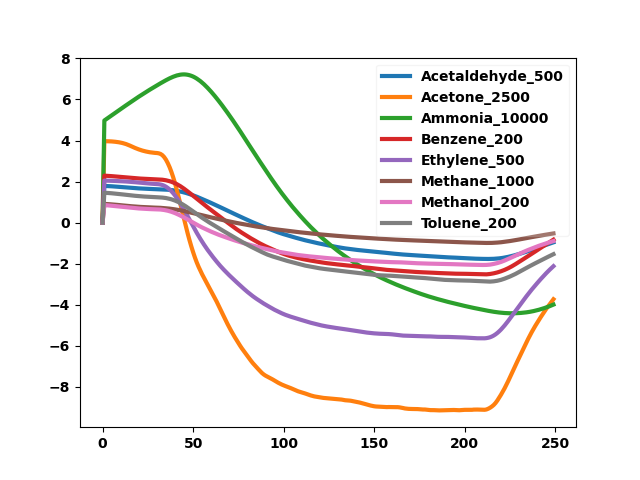 8
6
4
2
0
−2
−4
−6
−8
0 50 100 150 200 250
Acetaldehyde_500
Acetone_2500
Ammonia_10000
Benzene_200
Ethylene_500
Methane_1000
Methanol_200
Toluene_200